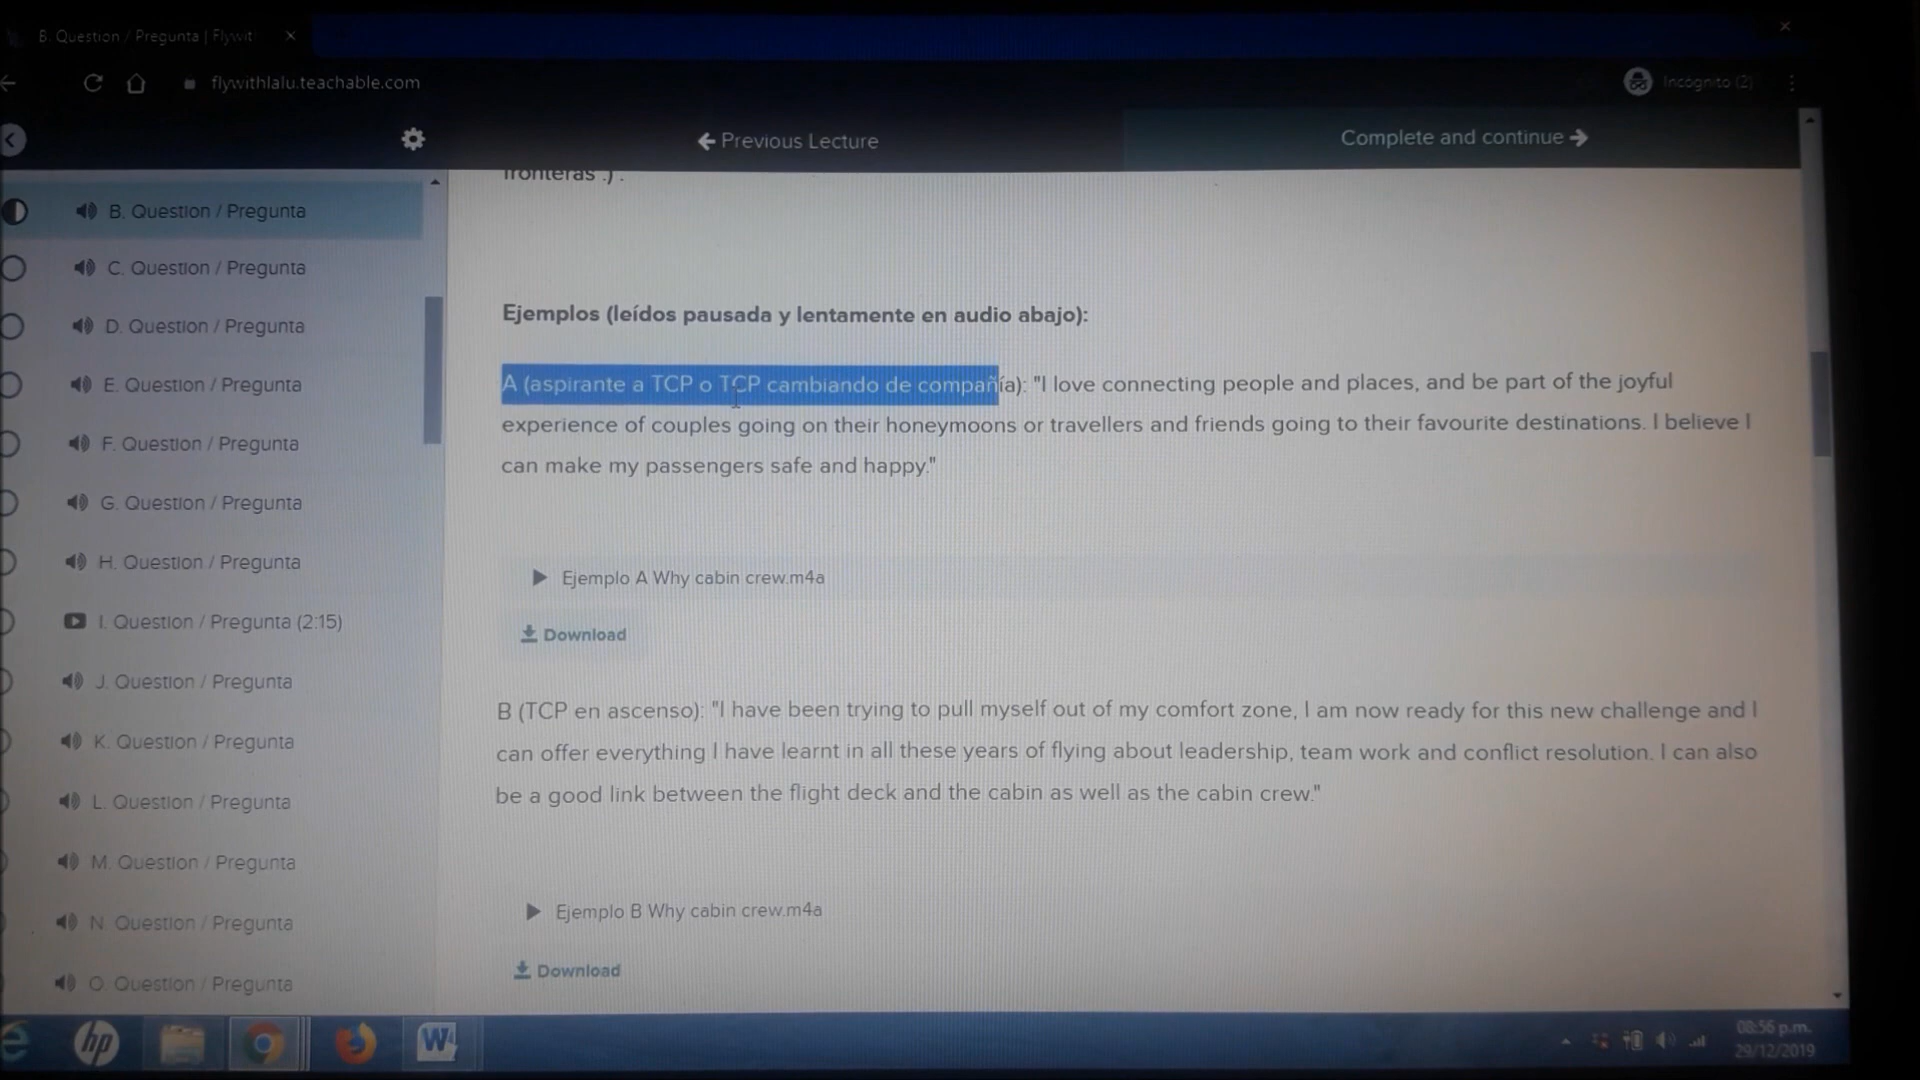 B. Question / Pregunta | Flywit
flywithlalu.teachable.com
Incognito (2)
Previous Lecture
Complete and continue
B. Question / Pregunta
C. Question / Pregunta
D. Question / Pregunta
E. Question / Pregunta
F. Question / Pregunta
G. Question / Pregunta
H. Question / Pregunta
I. Question / Pregunta (2:15)
J. Question / Pregunta
K. Question / Pregunta
L. Question / Pregunta
M. Question / Pregunta
N. Question / Pregunta
O. Question / Pregunta
fronteras .) .
Ejemplos (leídos pausada y lentamente en audio abajo):
A (aspirante a TCP o TCP cambiando de compañía): "I love connecting people and places, and be part of the joyful
experience of couples going on their honeymoons or travellers and friends going to their favourite destinations. I believe I
can make my passengers safe and happy."
Ejemplo A Why cabin crew.m4a
Download
B (TCP en ascenso): "I have been trying to pull myself out of my comfort zone, I am now ready for this new challenge and I
can offer everything I have learnt in all these years of flying about leadership, team work and conflict resolution. I can also
be a good link between the flight deck and the cabin as well as the cabin crew."
Ejemplo B Why cabin crew.m4a
Download
hp
W
08:56 p.m.
29/12/2019